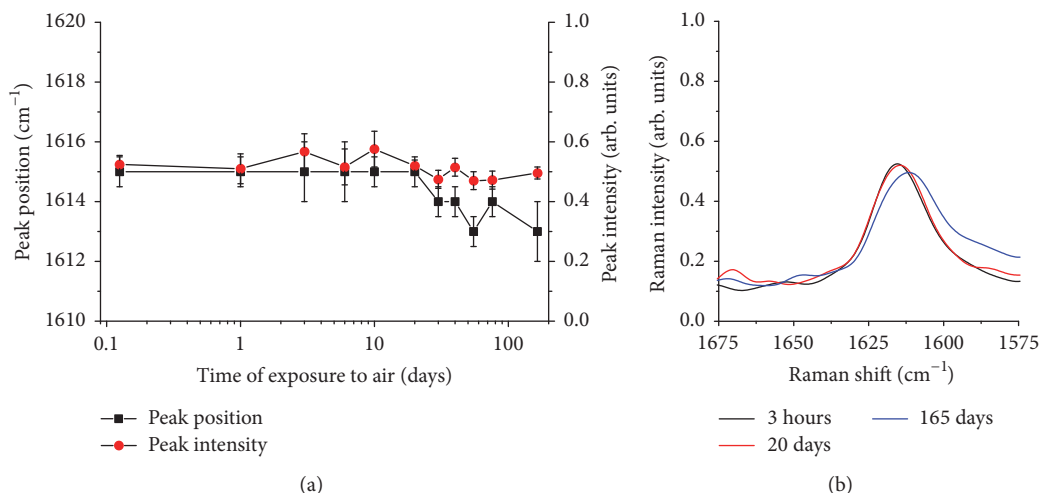 1620
1618
1616
1614
1612
1610
Peak position (cm⁻¹)
0.1
1
10
100
Time of exposure to air (days)
1.0
0.8
0.6
0.4
0.2
0.0
Peak intensity (arb. units)
Peak position
Peak intensity
(a)
1.0
0.8
0.6
0.4
0.2
0.0
Raman intensity (arb. units)
1675
1650
1625
1600
1575
Raman shift (cm⁻¹)
3 hours
20 days
165 days
(b)